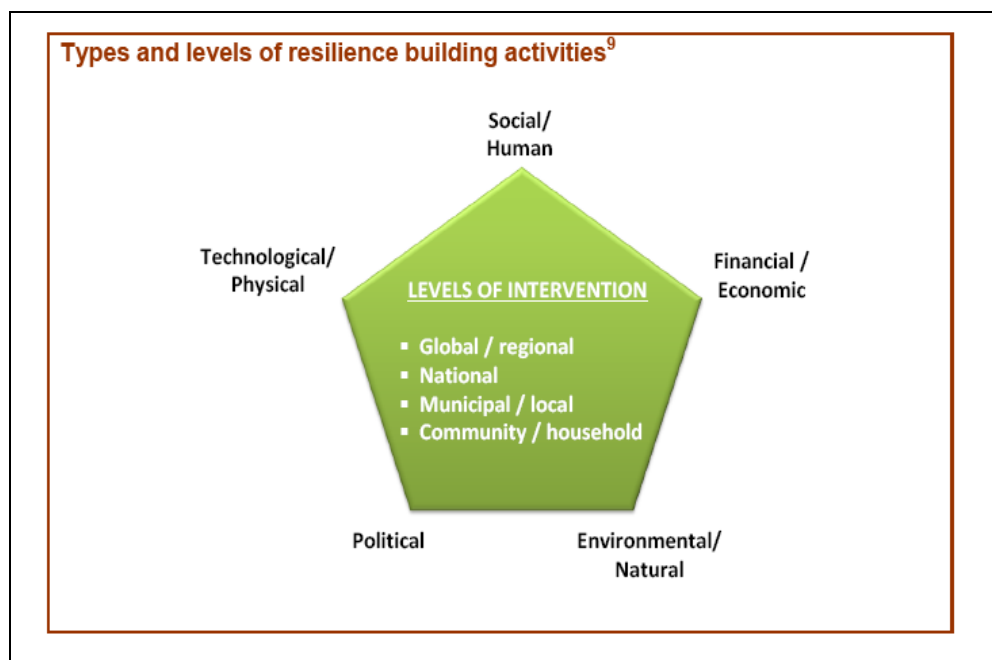 Types and levels of resilience building activities⁹
Social/
Human
Technological/
Physical
Financial /
Economic
LEVELS OF INTERVENTION
▪ Global / regional
▪ National
▪ Municipal / local
▪ Community / household
Political
Environmental/
Natural